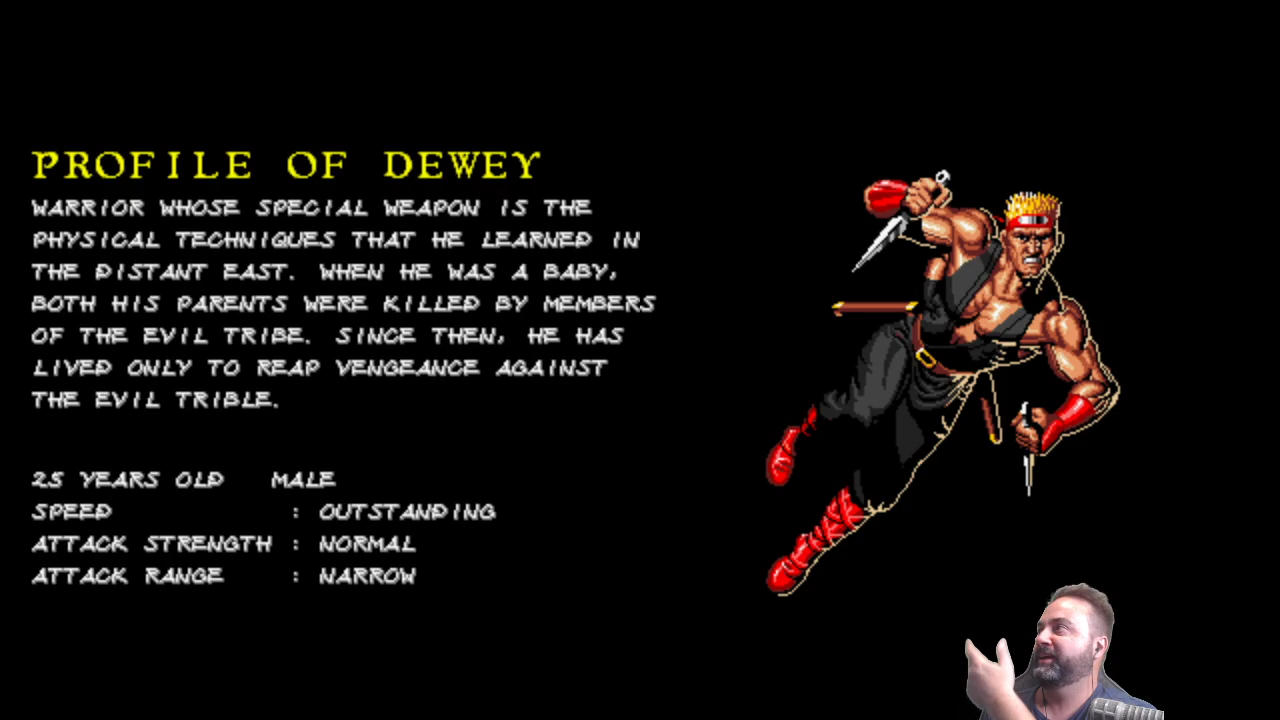 PROFILE OF DEWEY
WARRIOR WHOSE SPECIAL WEAPON IS THE
PHYSICAL TECHNIQUES THAT HE LEARNED IN
THE DISTANT EAST. WHEN HE WAS A BABY,
BOTH HIS PARENTS WERE KILLED BY MEMBERS
OF THE EVIL TRIBE. SINCE THEN, HE HAS
LIVED ONLY TO REAP VENGEANCE AGAINST
THE EVIL TRIBLE.
25 YEARS OLD MALE
SPEED : OUTSTANDING
ATTACK STRENGTH : NORMAL
ATTACK RANGE : NARROW